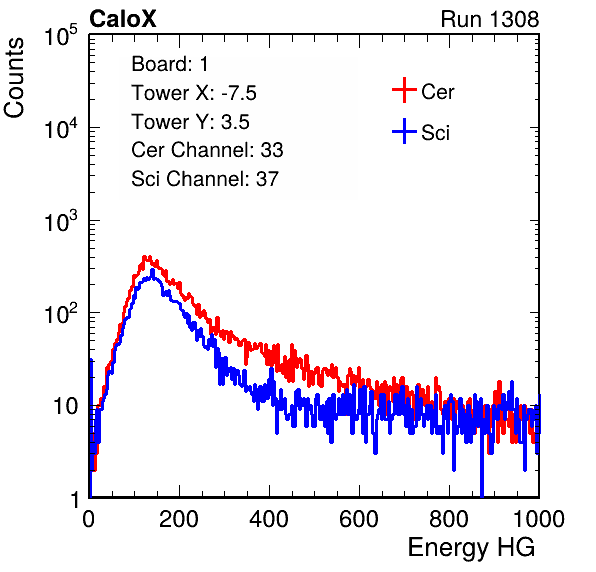 CaloX Run 1308
Counts
10^5
10^4
10^3
10^2
10
1
Board: 1
Tower X: -7.5
Tower Y: 3.5
Cer Channel: 33
Sci Channel: 37
Cer
Sci
0 200 400 600 800 1000
Energy HG